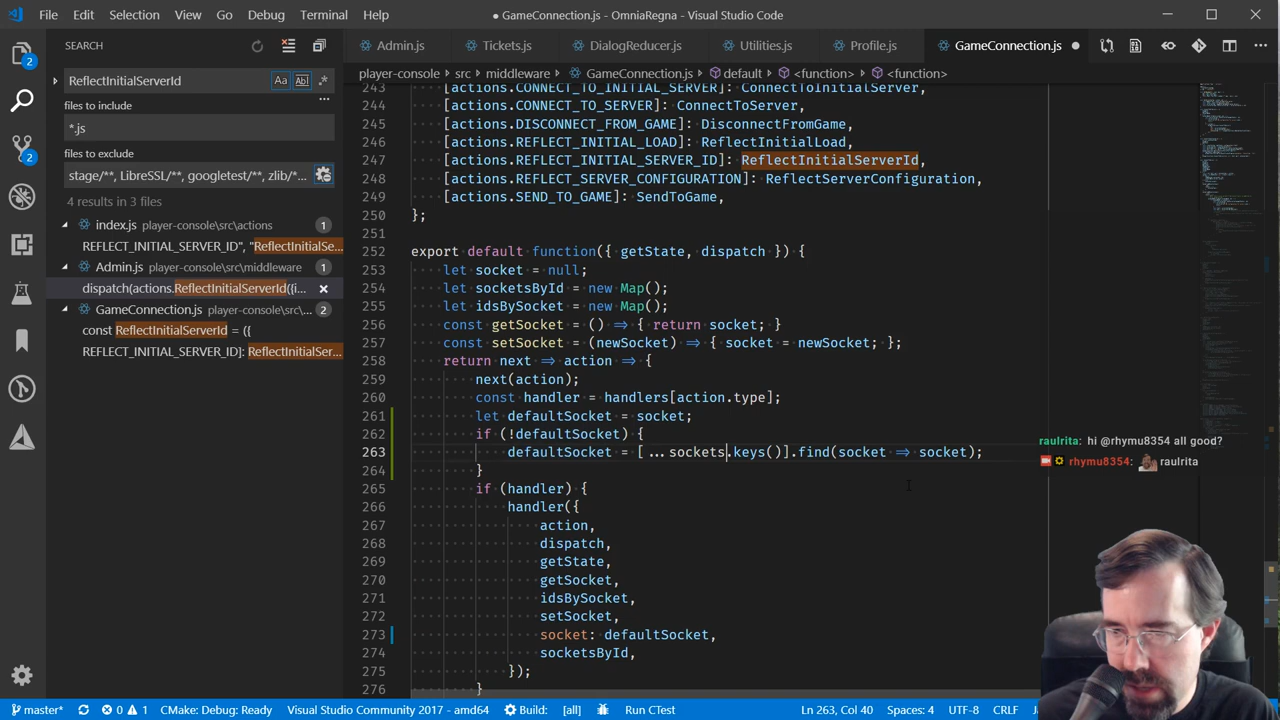 File Edit Selection View Go Debug Terminal Help
● GameConnection.js - OmniaRegna - Visual Studio Code
SEARCH
Admin.js Tickets.js DialogReducer.js Utilities.js Profile.js GameConnection.js
ReflectInitialServerId
Aa
player-console > src > middleware > GameConnection.js > default > <function> > <function>
files to include
*.js
files to exclude
stage/**, LibreSSL/**, googletest/**, zlib/*...
4 results in 3 files
index.js player-console\src\actions 1
REFLECT_INITIAL_SERVER_ID", "ReflectInitialSe...
Admin.js player-console\src\middleware 1
dispatch(actions.ReflectInitialServerId({i...
GameConnection.js player-console\src\... 2
const ReflectInitialServerId = ({
REFLECT_INITIAL_SERVER_ID]: ReflectInitialSer...
243 [actions.CONNECT_TO_INITIAL_SERVER]: ConnectToInitialServer,
244 [actions.CONNECT_TO_SERVER]: ConnectToServer,
245 [actions.DISCONNECT_FROM_GAME]: DisconnectFromGame,
246 [actions.REFLECT_INITIAL_LOAD]: ReflectInitialLoad,
247 [actions.REFLECT_INITIAL_SERVER_ID]: ReflectInitialServerId,
248 [actions.REFLECT_SERVER_CONFIGURATION]: ReflectServerConfiguration,
249 [actions.SEND_TO_GAME]: SendToGame,
250 };
251
252 export default function({ getState, dispatch }) {
253 let socket = null;
254 let socketsById = new Map();
255 let idsBySocket = new Map();
256 const getSocket = () => { return socket; }
257 const setSocket = (newSocket) => { socket = newSocket; };
258 return next => action => {
259 next(action);
260 const handler = handlers[action.type];
261 let defaultSocket = socket;
262 if (!defaultSocket) {
263 defaultSocket = [...sockets.keys()].find(socket => socket);
264 }
265 if (handler) {
266 handler({
267 action,
268 dispatch,
269 getState,
270 getSocket,
271 idsBySocket,
272 setSocket,
273 socket: defaultSocket,
274 socketsById,
275 });
276 }
raulrita: hi @rhymu8354 all good?
rhymu8354: raulrita
2
2
master* 0 1 CMake: Debug: Ready Visual Studio Community 2017 - amd64 Build: [all] Run CTest Ln 263, Col 40 Spaces: 4 UTF-8 CRLF